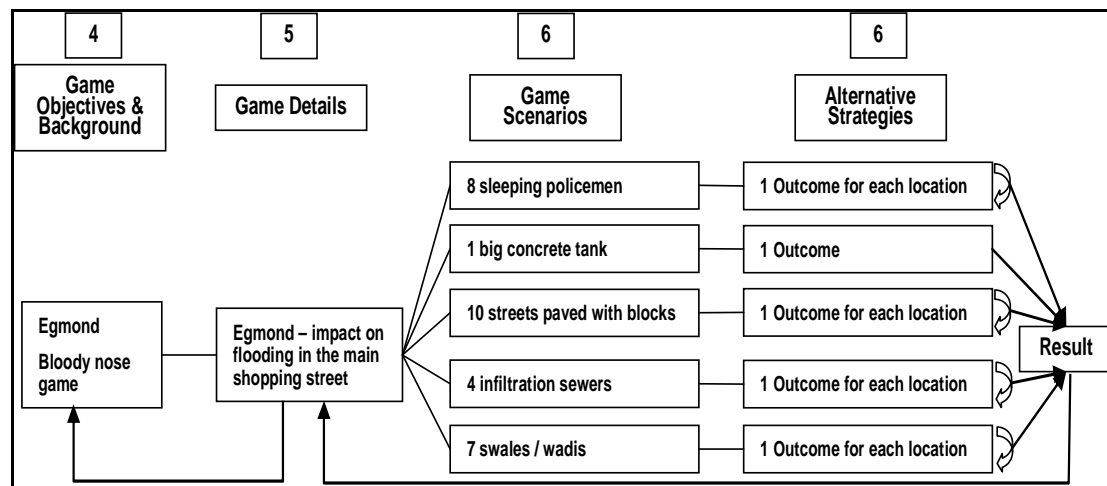 4
5
6
6
Game
Objectives &
Background
Game Details
Game
Scenarios
Alternative
Strategies
8 sleeping policemen
1 Outcome for each location
1 big concrete tank
1 Outcome
10 streets paved with blocks
1 Outcome for each location
Egmond
Bloody nose
game
Egmond – impact on
flooding in the main
shopping street
Result
4 infiltration sewers
1 Outcome for each location
7 swales / wadis
1 Outcome for each location